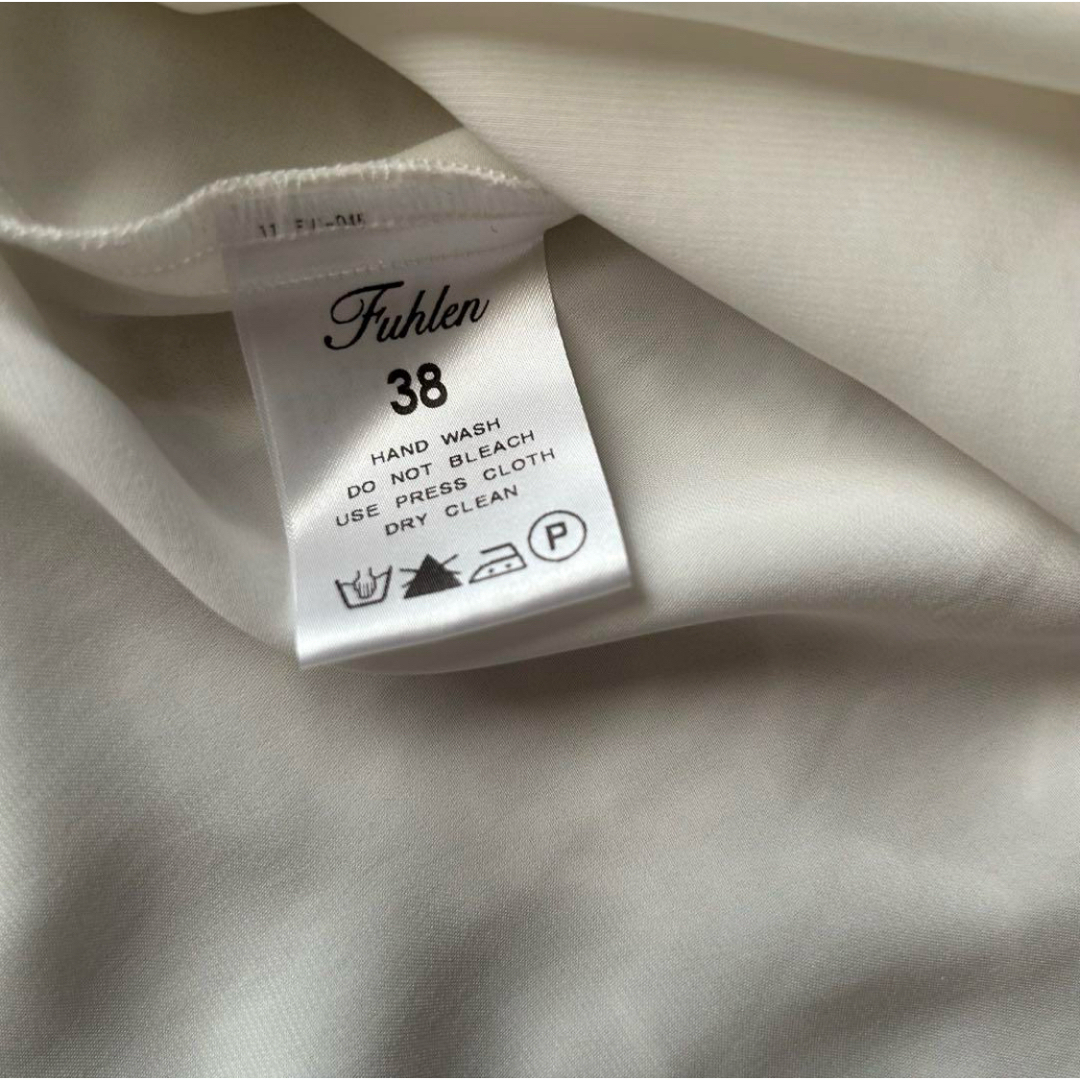 Fuhlen
38
HAND WASH
DO NOT BLEACH
USE PRESS CLOTH
DRY CLEAN
P